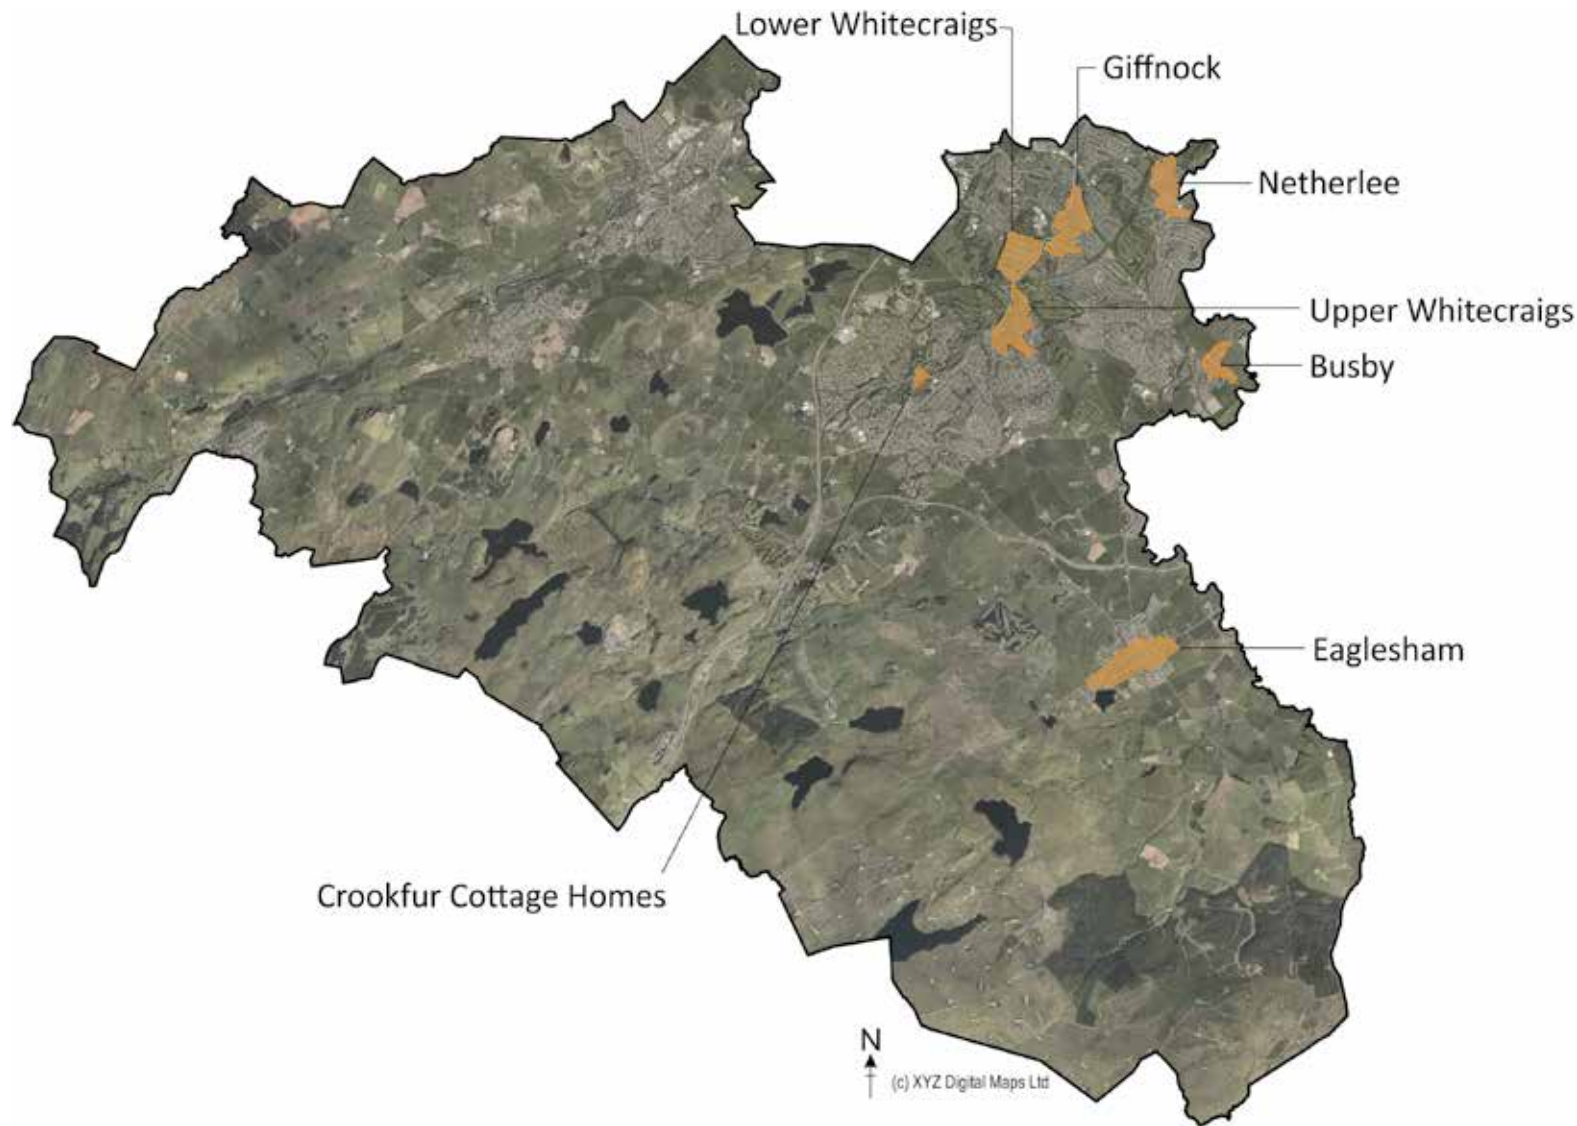 Lower Whitecraigs
Giffnock
Netherlee
Upper Whitecraigs
Busby
Eaglesham
Crookfur Cottage Homes
N
(c) XYZ Digital Maps Ltd